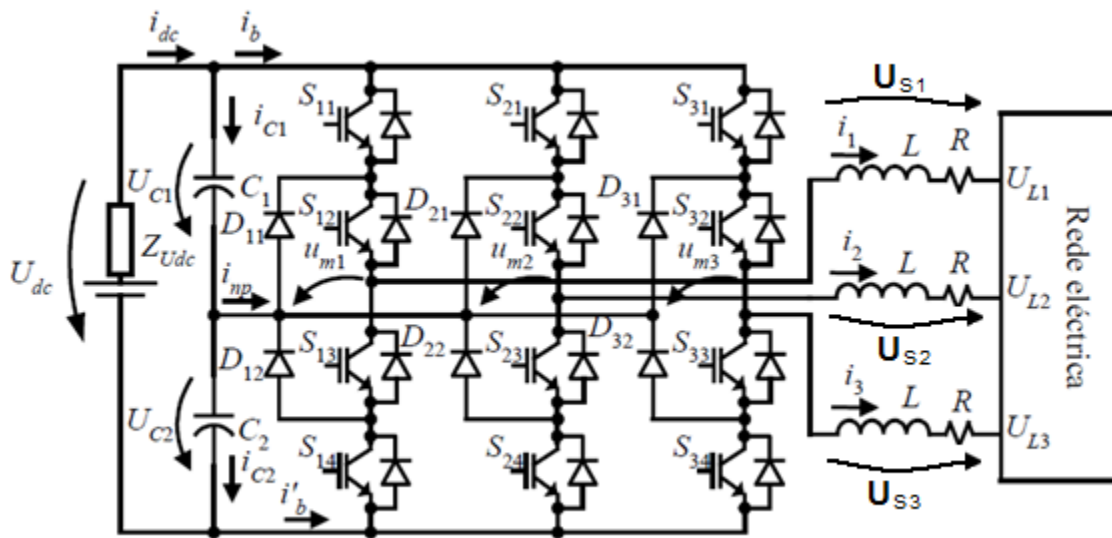 i_dc
i_b
U_S1
S_11
S_21
S_31
i_C1
i_1
L
R
U_C1
C_1
U_L1
D_11
S_12
D_21
S_22
D_31
S_32
Z_Udc
u_m1
u_m2
u_m3
i_2
L
R
U_dc
i_np
U_L2
D_12
S_13
D_22
S_23
D_32
S_33
U_S2
i_3
L
R
U_C2
C_2
U_L3
i_C2
S_14
S_24
S_34
U_S3
i'_b
Rede eléctrica